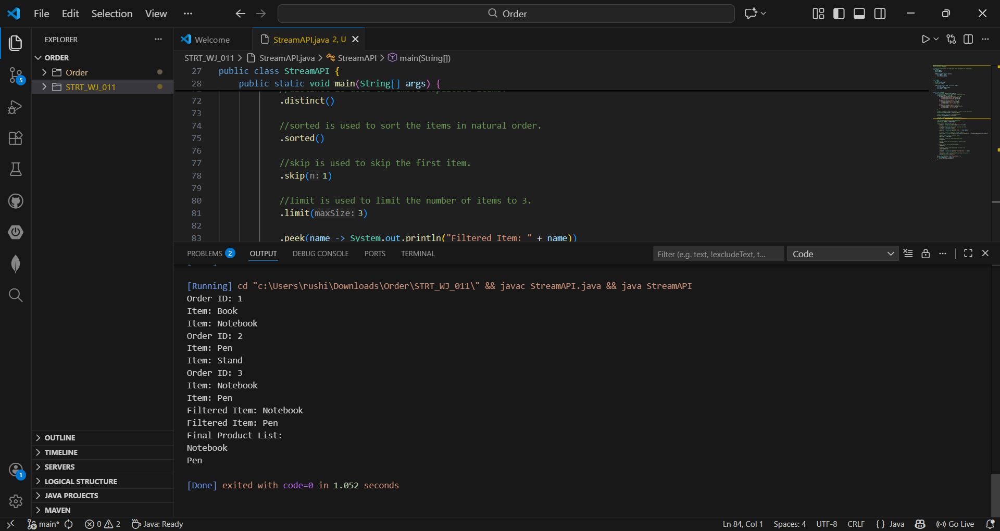 File Edit Selection View ··· Order
EXPLORER ···
ORDER
Order
STRT_WJ_011
5
Welcome StreamAPI.java 2, U
STRT_WJ_011 > StreamAPI.java > StreamAPI > main(String[])
27 public class StreamAPI {
28 public static void main(String[] args) {
72 .distinct()
73
74 //sorted is used to sort the items in natural order.
75 .sorted()
76
77 //skip is used to skip the first item.
78 .skip(n: 1)
79
80 //limit is used to limit the number of items to 3.
81 .limit(maxSize: 3)
82
83 .peek(name -> System.out.println("Filtered Item: " + name))
PROBLEMS 2 OUTPUT DEBUG CONSOLE PORTS TERMINAL Filter (e.g. text, !excludeText, t... Code
[Running] cd "c:\Users\rushi\Downloads\Order\STRT_WJ_011\" && javac StreamAPI.java && java StreamAPI
Order ID: 1
Item: Book
Item: Notebook
Order ID: 2
Item: Pen
Item: Stand
Order ID: 3
Item: Notebook
Item: Pen
Filtered Item: Notebook
Filtered Item: Pen
Final Product List:
Notebook
Pen
[Done] exited with code=0 in 1.052 seconds
OUTLINE
TIMELINE
SERVERS
LOGICAL STRUCTURE
JAVA PROJECTS
MAVEN
1
main* 0 2 Java: Ready Ln 84, Col 1 Spaces: 4 UTF-8 CRLF { } Java Go Live